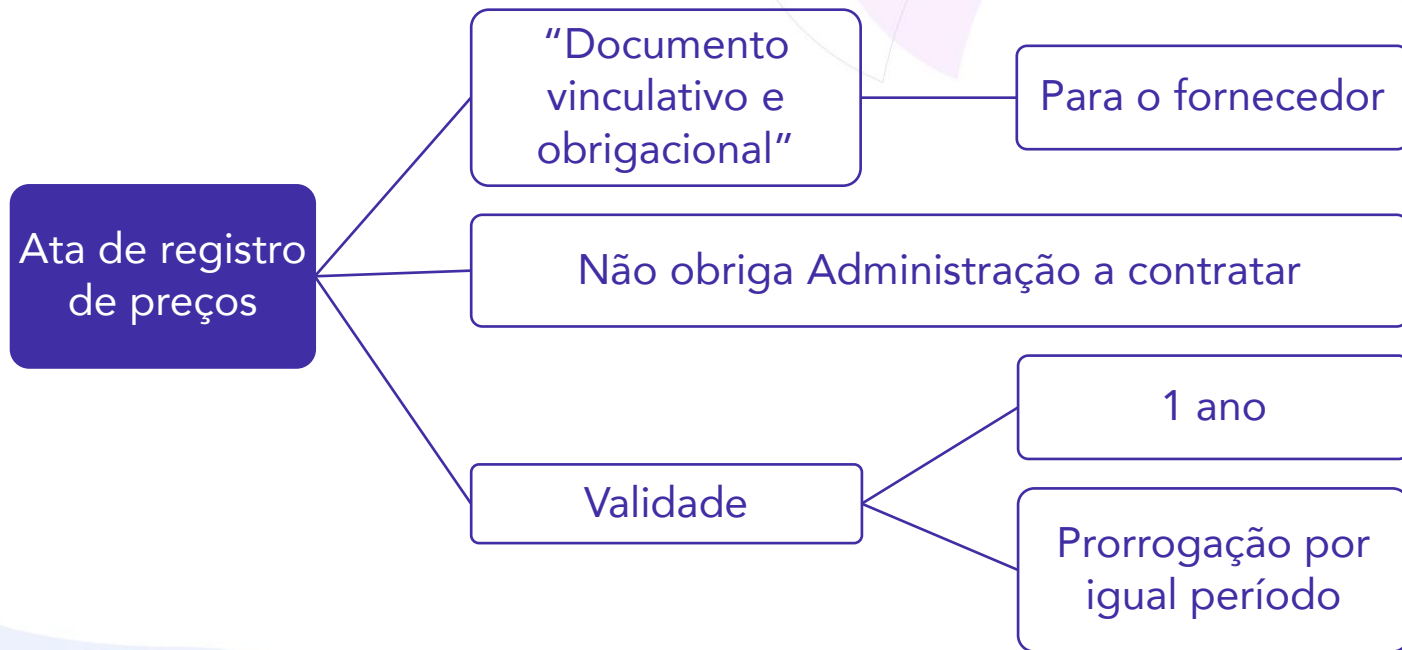 Ata de registro
de preços
“Documento
vinculativo e
obrigacional”
Para o fornecedor
Não obriga Administração a contratar
Validade
1 ano
Prorrogação por
igual período